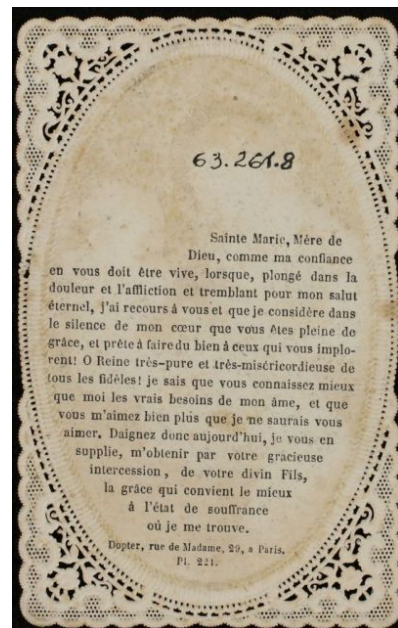 63.261.8
Sainte Marie, Mère de
Dieu, comme ma confiance
en vous doit être vive, lorsque, plongé dans la
douleur et l'affliction et tremblant pour mon salut
éternel, j'ai recours à vous et que je considère dans
le silence de mon cœur que vous êtes pleine de
grâce, et prête à faire du bien à ceux qui vous implo-
rent! O Reine très-pure et très-miséricordieuse de
tous les fidèles! je sais que vous connaissez mieux
que moi les vrais besoins de mon âme, et que
vous m'aimez bien plus que je ne saurais vous
aimer. Daignez donc aujourd'hui, je vous en
supplie, m'obtenir par votre gracieuse
intercession, de votre divin Fils,
la grâce qui convient le mieux
à l'état de souffrance
où je me trouve.
Dopter, rue de Madame, 29, a Paris.
Pl. 221.